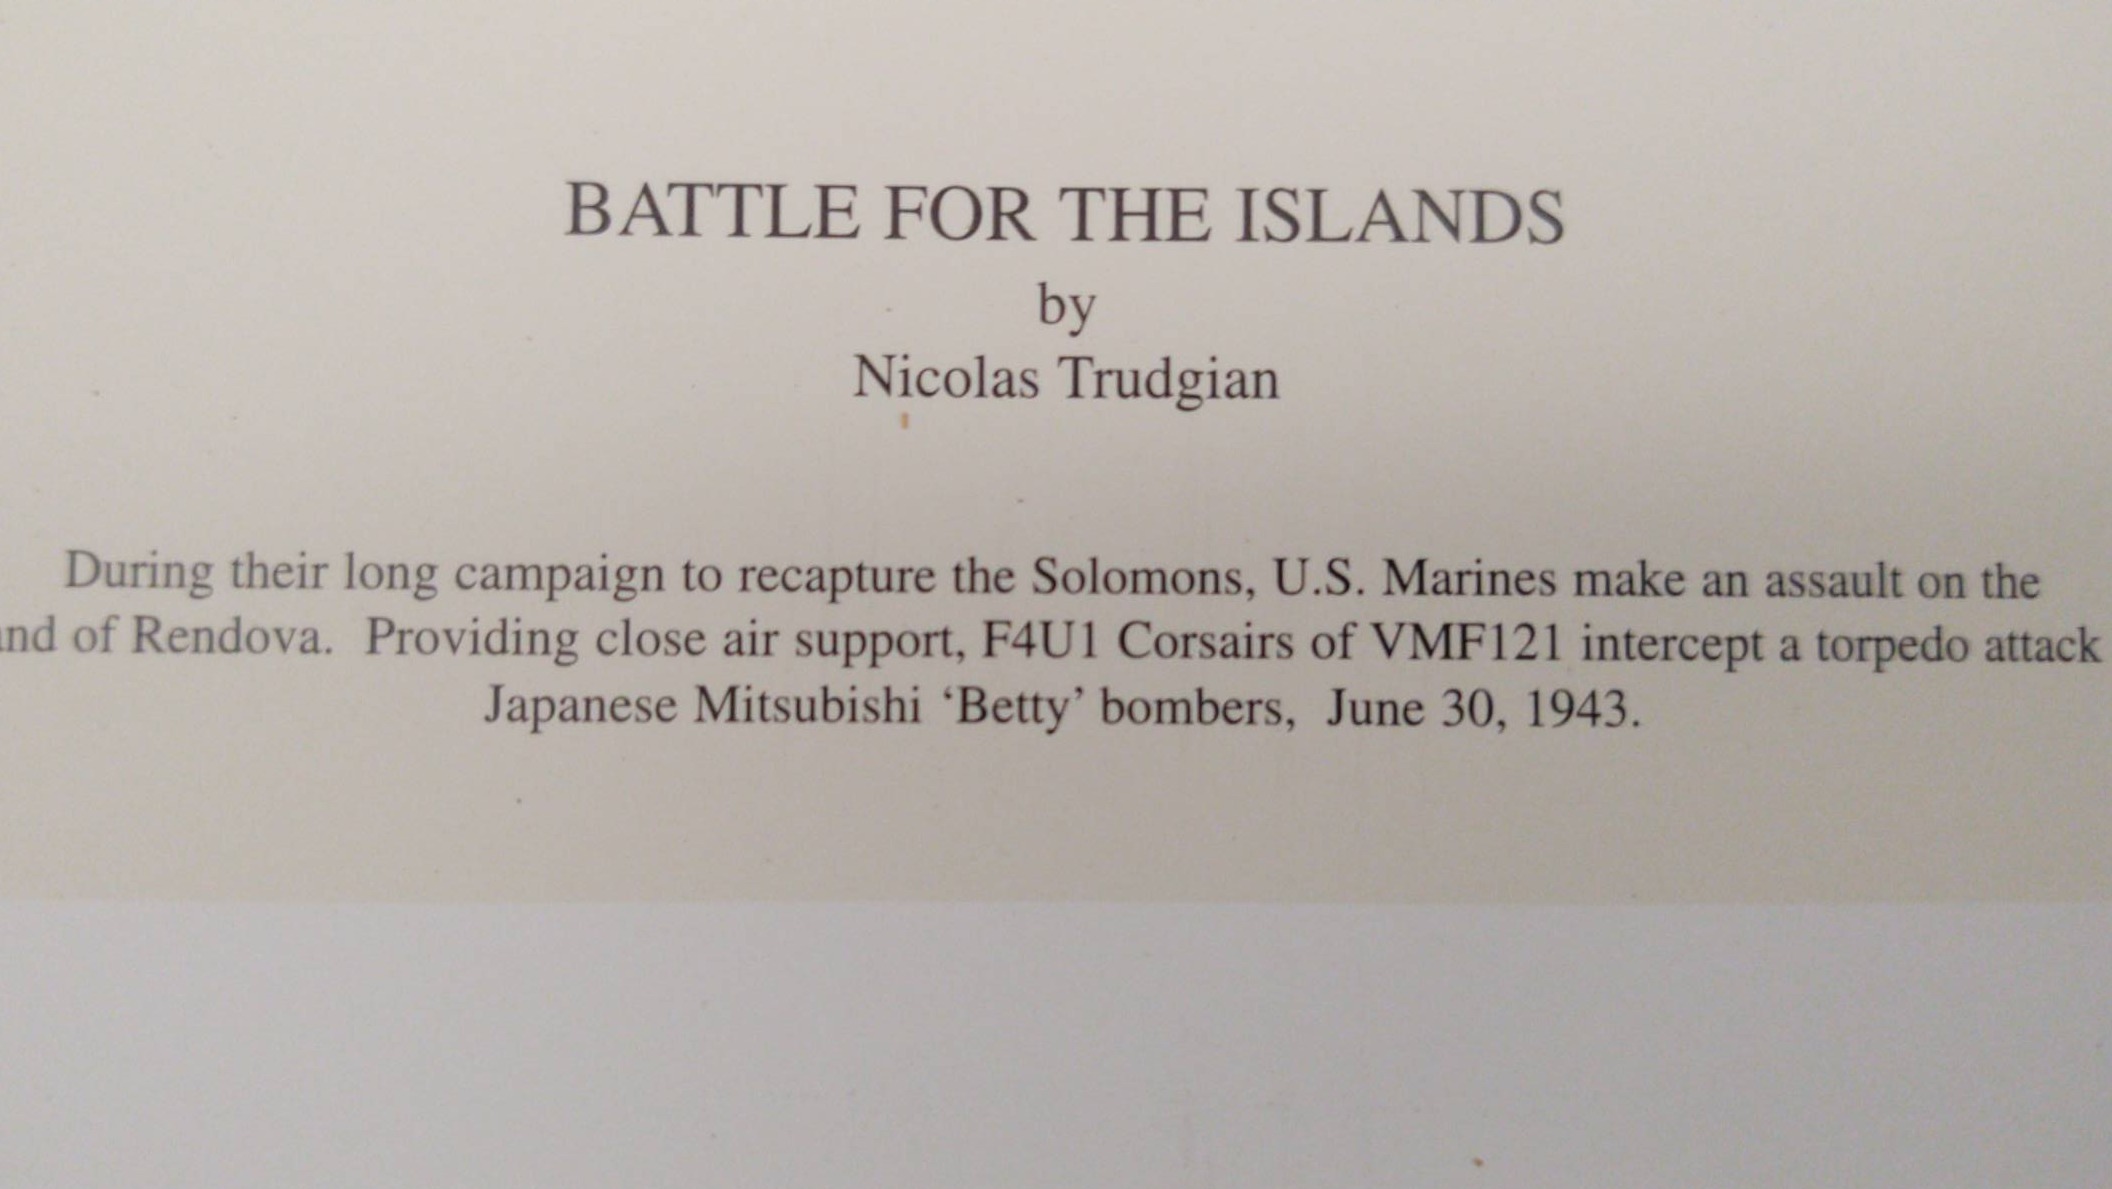 BATTLE FOR THE ISLANDS
by
Nicolas Trudgian
During their long campaign to recapture the Solomons, U.S. Marines make an assault on the
nd of Rendova. Providing close air support, F4U1 Corsairs of VMF121 intercept a torpedo attack
Japanese Mitsubishi ‘Betty’ bombers, June 30, 1943.